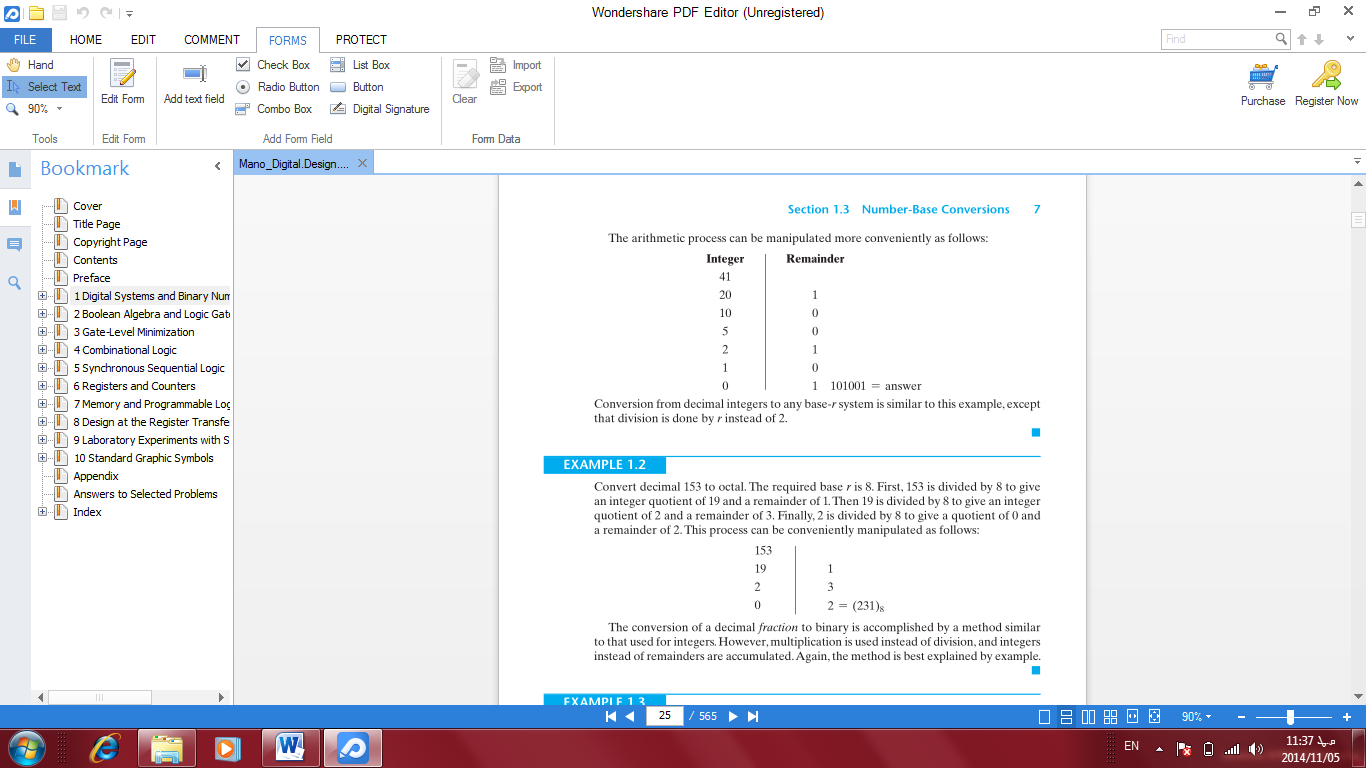 Wondershare PDF Editor (Unregistered)
FILE HOME EDIT COMMENT FORMS PROTECT
Find
Hand
Select Text
90%
Tools
Edit Form
Edit Form
Add text field
Check Box
Radio Button
Combo Box
List Box
Button
Digital Signature
Add Form Field
Clear
Import
Export
Form Data
Purchase
Register Now
Bookmark
Mano_Digital.Design....
Cover
Title Page
Copyright Page
Contents
Preface
1 Digital Systems and Binary Num
2 Boolean Algebra and Logic Gat
3 Gate-Level Minimization
4 Combinational Logic
5 Synchronous Sequential Logic
6 Registers and Counters
7 Memory and Programmable Log
8 Design at the Register Transfe
9 Laboratory Experiments with S
10 Standard Graphic Symbols
Appendix
Answers to Selected Problems
Index
Section 1.3 Number-Base Conversions 7
The arithmetic process can be manipulated more conveniently as follows:
Integer Remainder
41
20 1
10 0
5 0
2 1
1 0
0 1 101001 = answer
Conversion from decimal integers to any base-r system is similar to this example, except
that division is done by r instead of 2.
EXAMPLE 1.2
Convert decimal 153 to octal. The required base r is 8. First, 153 is divided by 8 to give
an integer quotient of 19 and a remainder of 1. Then 19 is divided by 8 to give an integer
quotient of 2 and a remainder of 3. Finally, 2 is divided by 8 to give a quotient of 0 and
a remainder of 2. This process can be conveniently manipulated as follows:
153
19 1
2 3
0 2 = (231)₈
The conversion of a decimal fraction to binary is accomplished by a method similar
to that used for integers. However, multiplication is used instead of division, and integers
instead of remainders are accumulated. Again, the method is best explained by example.
EXAMPLE 1.3
25 / 565
90%
EN
11:37 م
2014/11/05